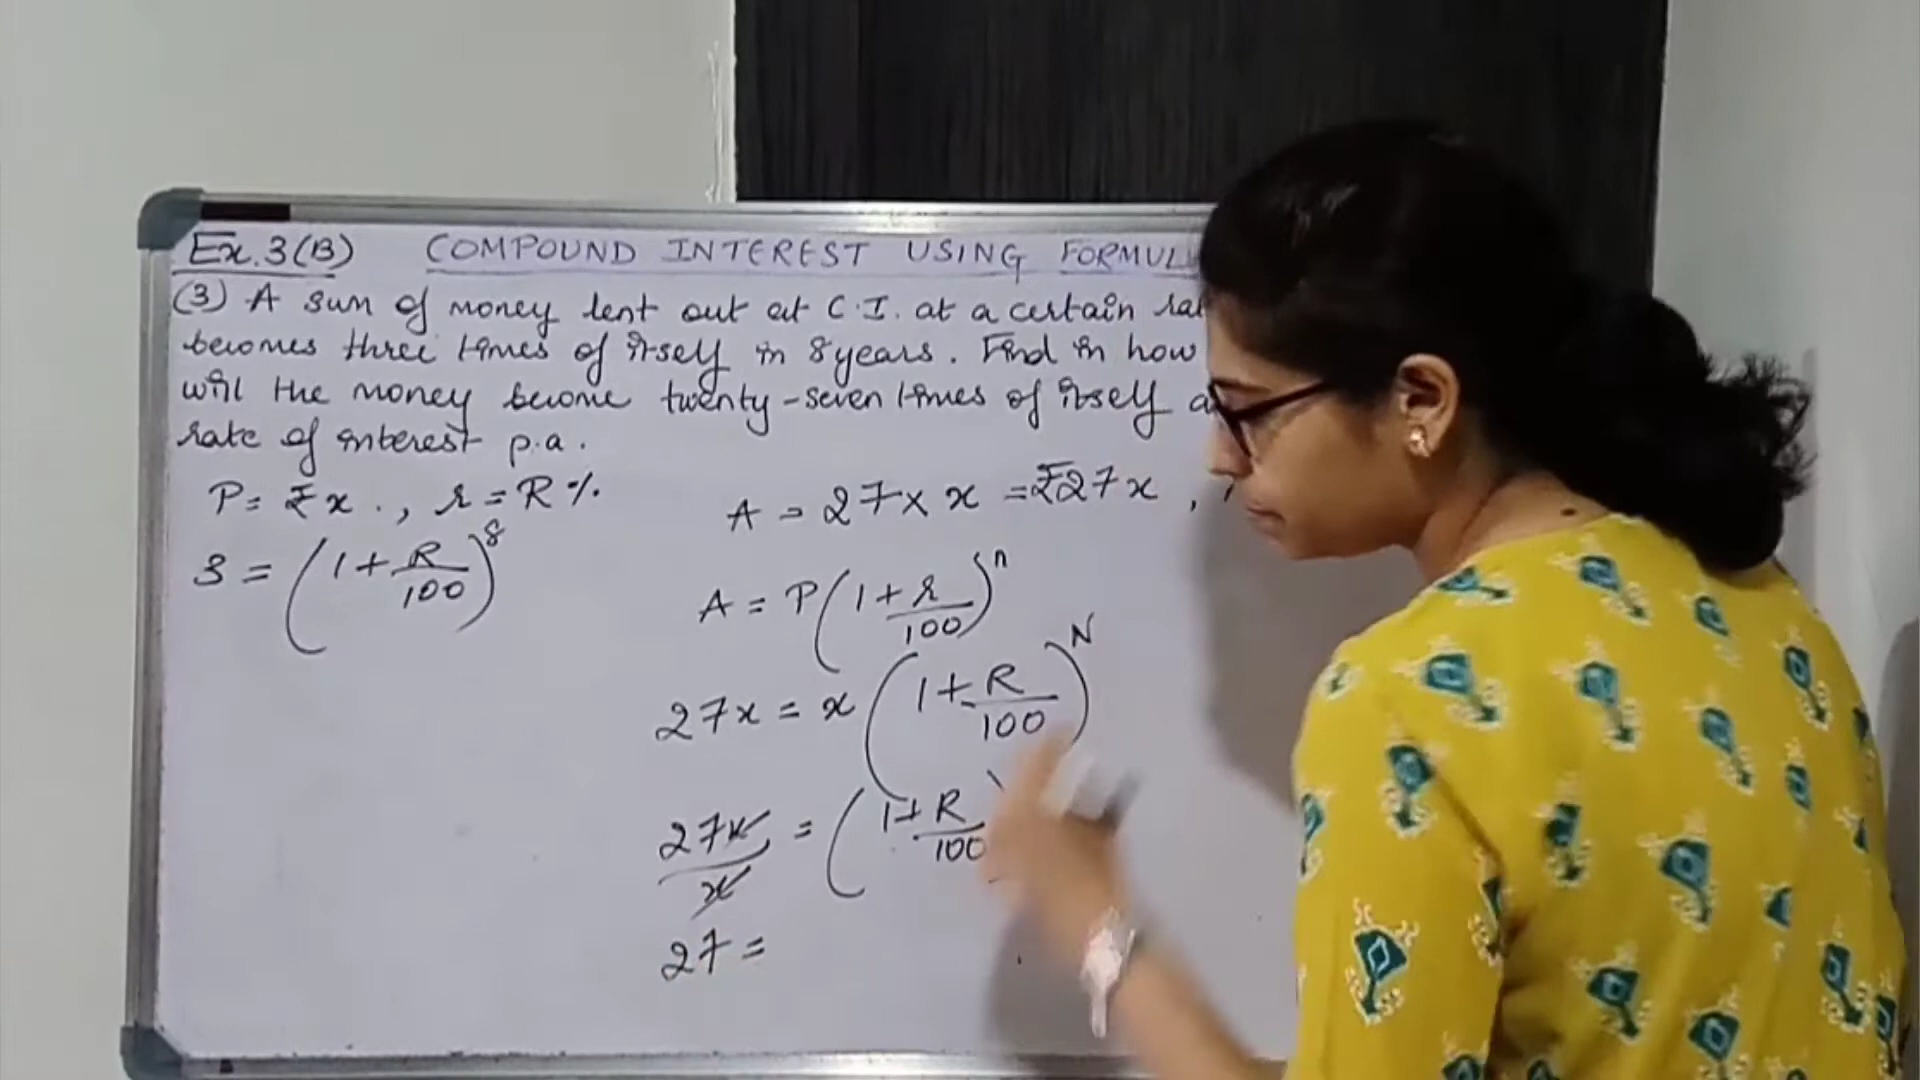 Ex. 3(B) COMPOUND INTEREST USING FORMUL
(3) A sum of money lent out at C.I. at a certain
becomes three times of itself in 8 years. Find in how
will the money become twenty-seven times of itself
rate of interest p.a.
P = ₹ x . , r = R %
3 = (1 + R/100)^8
A = 27 × x = ₹27x ,
A = P(1 + r/100)^n
27x = x(1 + R/100)^N
27x/x = (1 + R/100
27 =